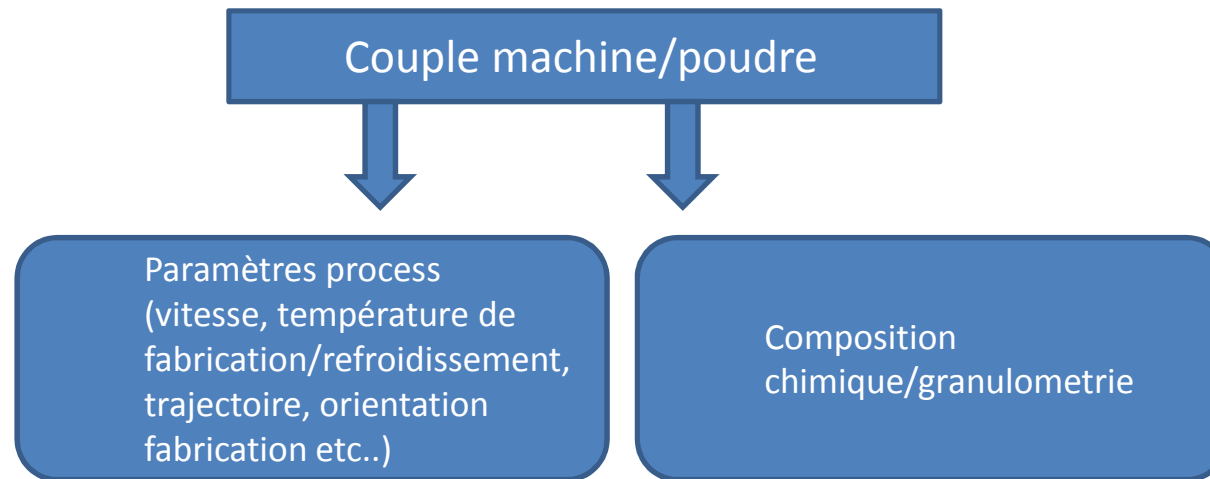 Couple machine/poudre
Paramètres process
(vitesse, température de
fabrication/refroidissement,
trajectoire, orientation
fabrication etc..)
Composition
chimique/granulometrie